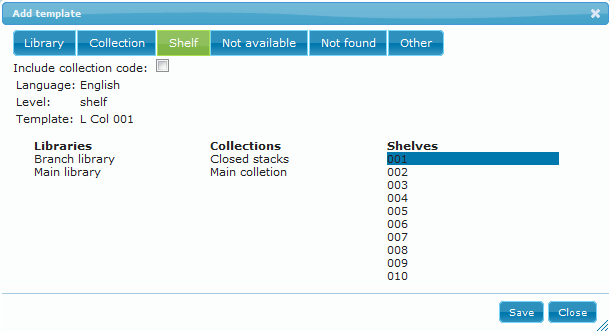 Add template
Library Collection Shelf Not available Not found Other
Include collection code:
Language: English
Level: shelf
Template: L Col 001
Libraries Collections Shelves
Branch library Closed stacks 001
Main library Main colletion 002
003
004
005
006
007
008
009
010
Save Close